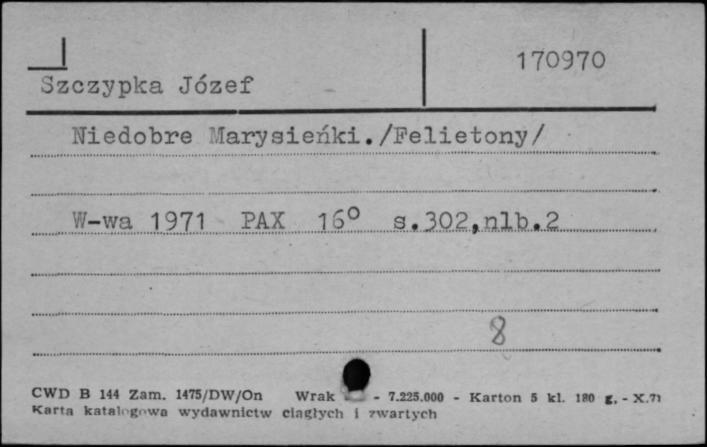 170970
Szczypka Józef
Niedobre Marysieńki./Felietony/
W-wa 1971 PAX 16° s.302,nlb.2
8
CWD B 144 Zam. 1475/DW/On Wrak - 7.225.000 - Karton 5 kl. 180 g. - X.71
Karta katalogowa wydawnictw ciągłych i zwartych